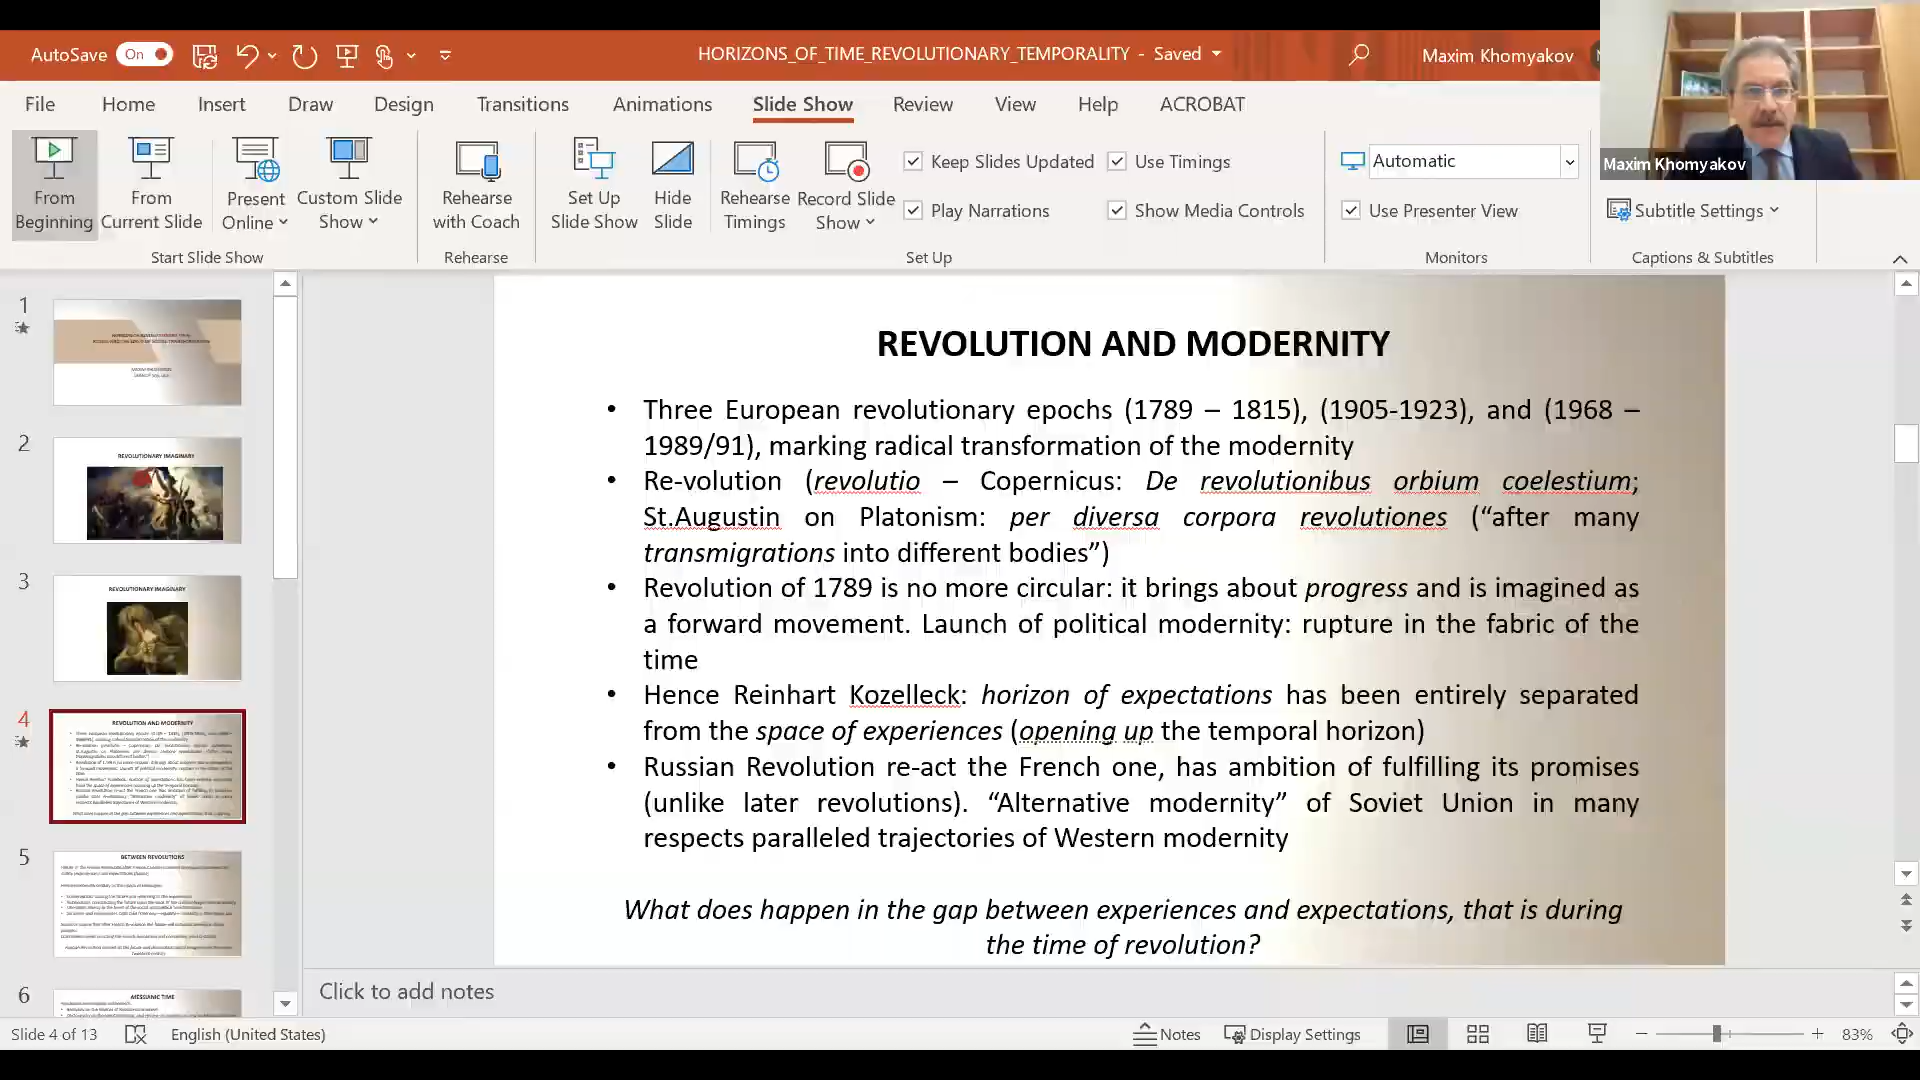 AutoSave On HORIZONS_OF_TIME_REVOLUTIONARY_TEMPORALITY - Saved Maxim Khomyakov
File Home Insert Draw Design Transitions Animations Slide Show Review View Help ACROBAT
Maxim Khomyakov
From Beginning
From Current Slide
Present Online
Custom Slide Show
Rehearse with Coach
Set Up Slide Show
Hide Slide
Rehearse Timings
Record Slide Show
Keep Slides Updated
Use Timings
Play Narrations
Show Media Controls
Automatic
Use Presenter View
Subtitle Settings
Start Slide Show Rehearse Set Up Monitors Captions & Subtitles
1
2
REVOLUTIONARY IMAGINARY
3
REVOLUTIONARY IMAGINARY
4
REVOLUTION AND MODERNITY
5
BETWEEN REVOLUTIONS
6
MESSIANIC TIME
REVOLUTION AND MODERNITY
• Three European revolutionary epochs (1789 – 1815), (1905-1923), and (1968 –
1989/91), marking radical transformation of the modernity
• Re-volution (revolutio – Copernicus: De revolutionibus orbium coelestium;
St.Augustin on Platonism: per diversa corpora revolutiones (“after many
transmigrations into different bodies”)
• Revolution of 1789 is no more circular: it brings about progress and is imagined as
a forward movement. Launch of political modernity: rupture in the fabric of the
time
• Hence Reinhart Kozelleck: horizon of expectations has been entirely separated
from the space of experiences (opening up the temporal horizon)
• Russian Revolution re-act the French one, has ambition of fulfilling its promises
(unlike later revolutions). “Alternative modernity” of Soviet Union in many
respects paralleled trajectories of Western modernity
What does happen in the gap between experiences and expectations, that is during
the time of revolution?
Click to add notes
Slide 4 of 13 English (United States) Notes Display Settings 83%